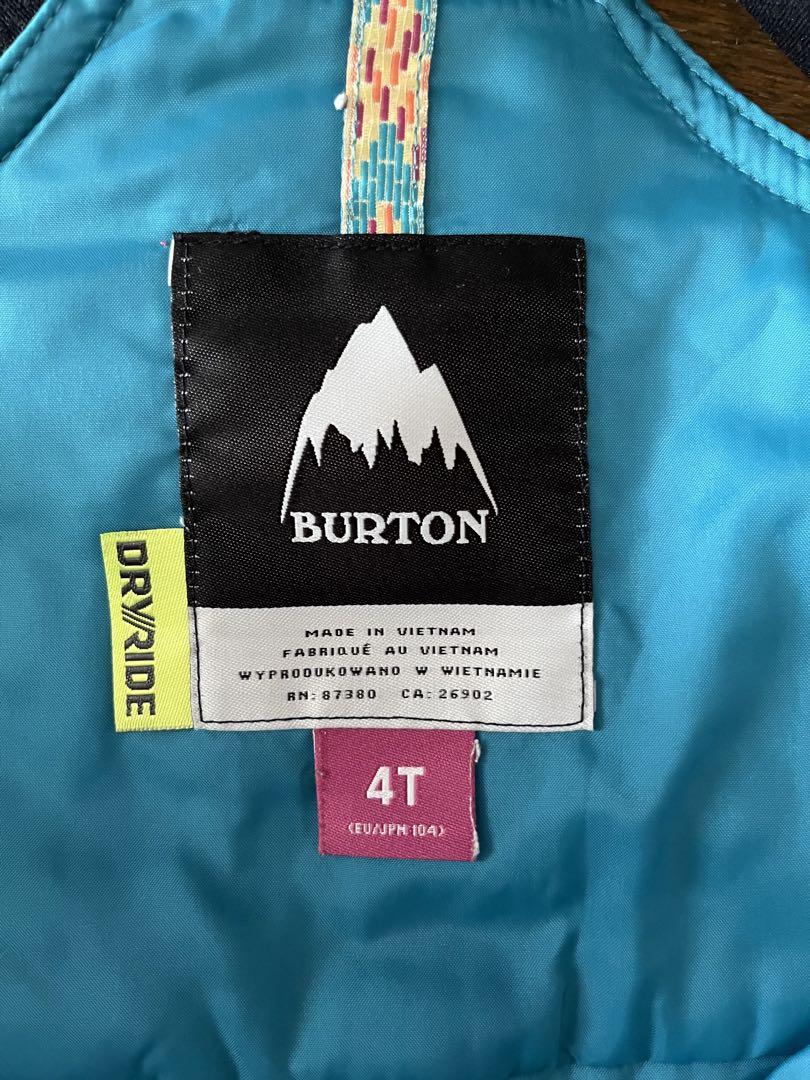 BURTON
DRY//RIDE
MADE IN VIETNAM
FABRIQUÉ AU VIETNAM
WYPRODUKOWANO W WIETNAMIE
RN: 87380 CA: 26902
4T
(EU/JPN 104)